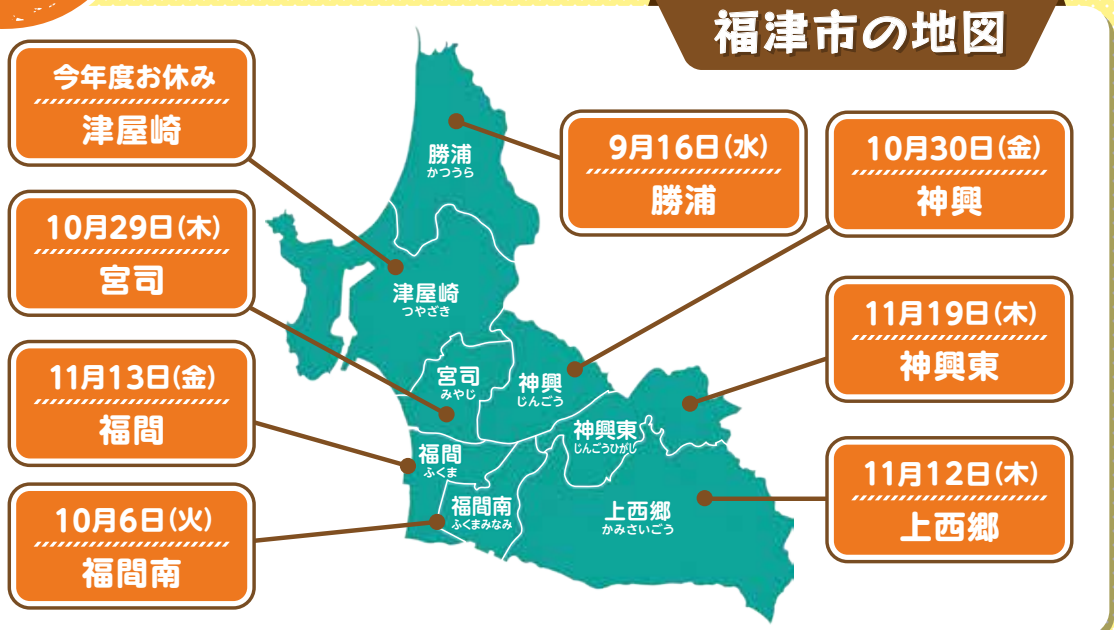 福津市の地図
今年度お休み
津屋崎
10月29日(木)
宮司
11月13日(金)
福間
10月6日(火)
福間南
9月16日(水)
勝浦
10月30日(金)
神興
11月19日(木)
神興東
11月12日(木)
上西郷
勝浦
かつうら
津屋崎
つやざき
宮司
みやじ
神興
じんごう
神興東
じんごうひがし
福間
ふくま
福間南
ふくまみなみ
上西郷
かみさいごう